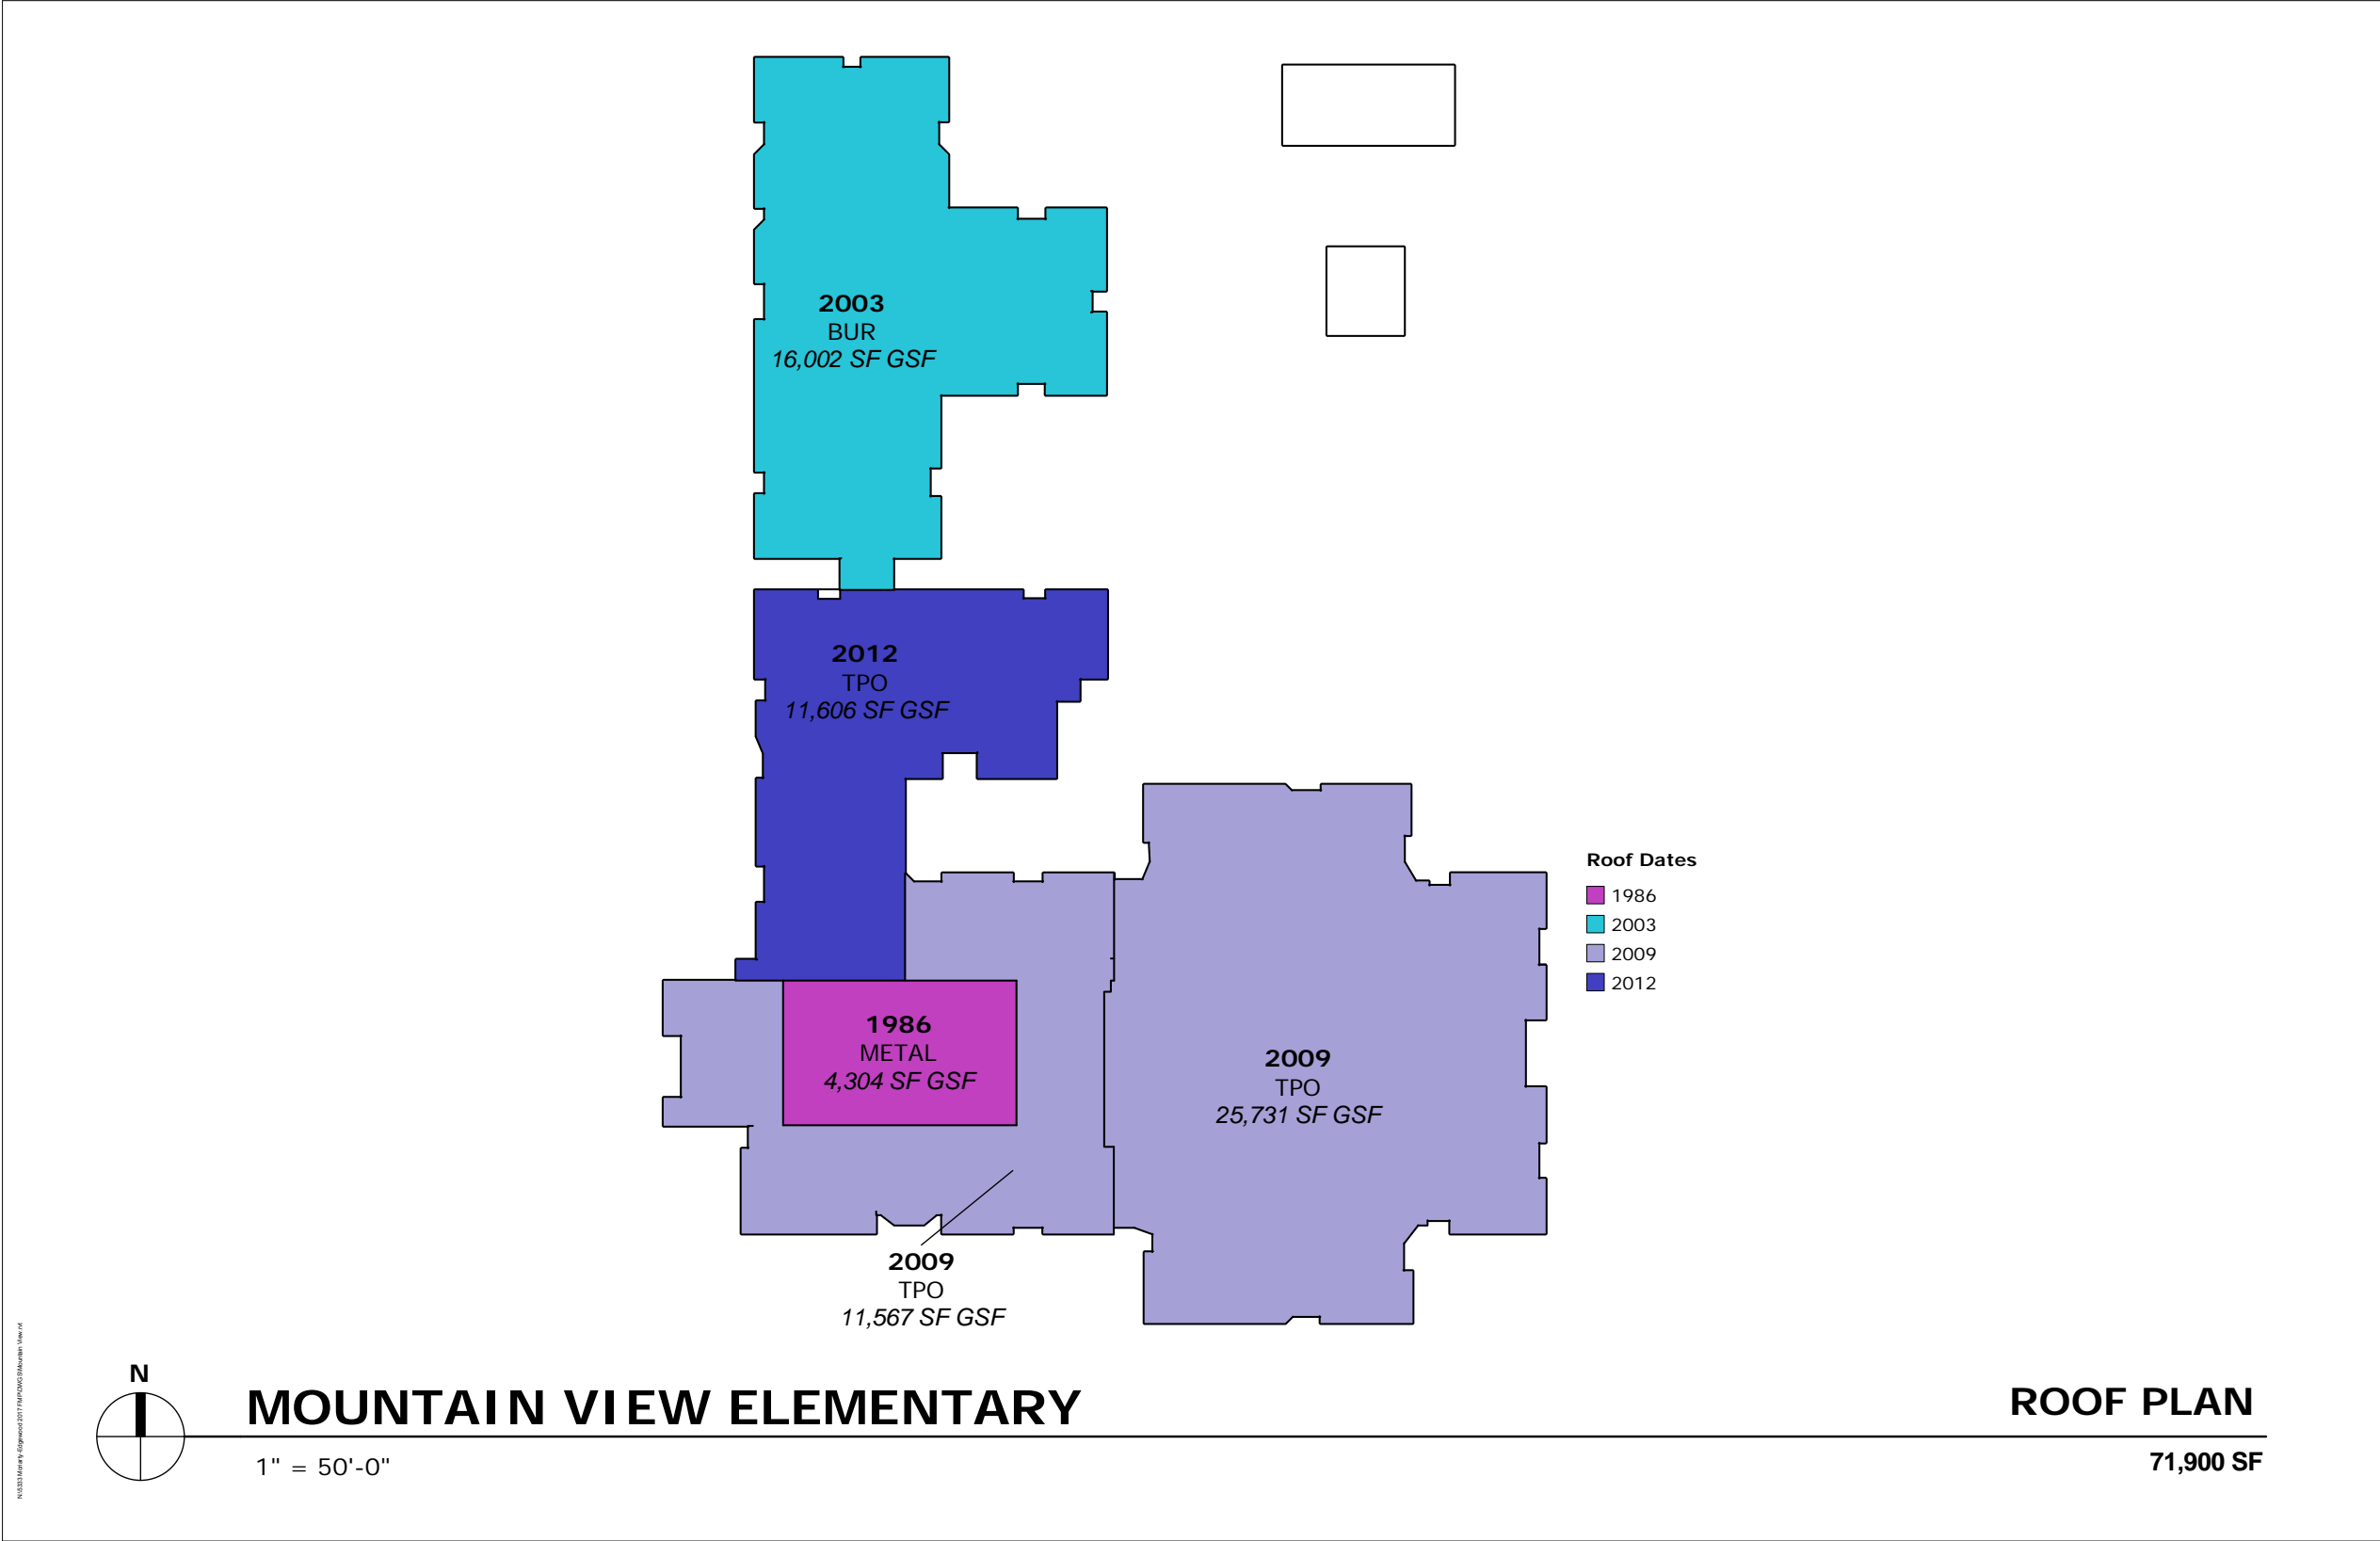 2003
BUR
16,002 SF GSF
2012
TPO
11,606 SF GSF
Roof Dates
1986
2003
2009
2012
1986
METAL
4,304 SF GSF
2009
TPO
25,731 SF GSF
2009
TPO
11,567 SF GSF
N
MOUNTAIN VIEW ELEMENTARY
1" = 50'-0"
ROOF PLAN
71,900 SF